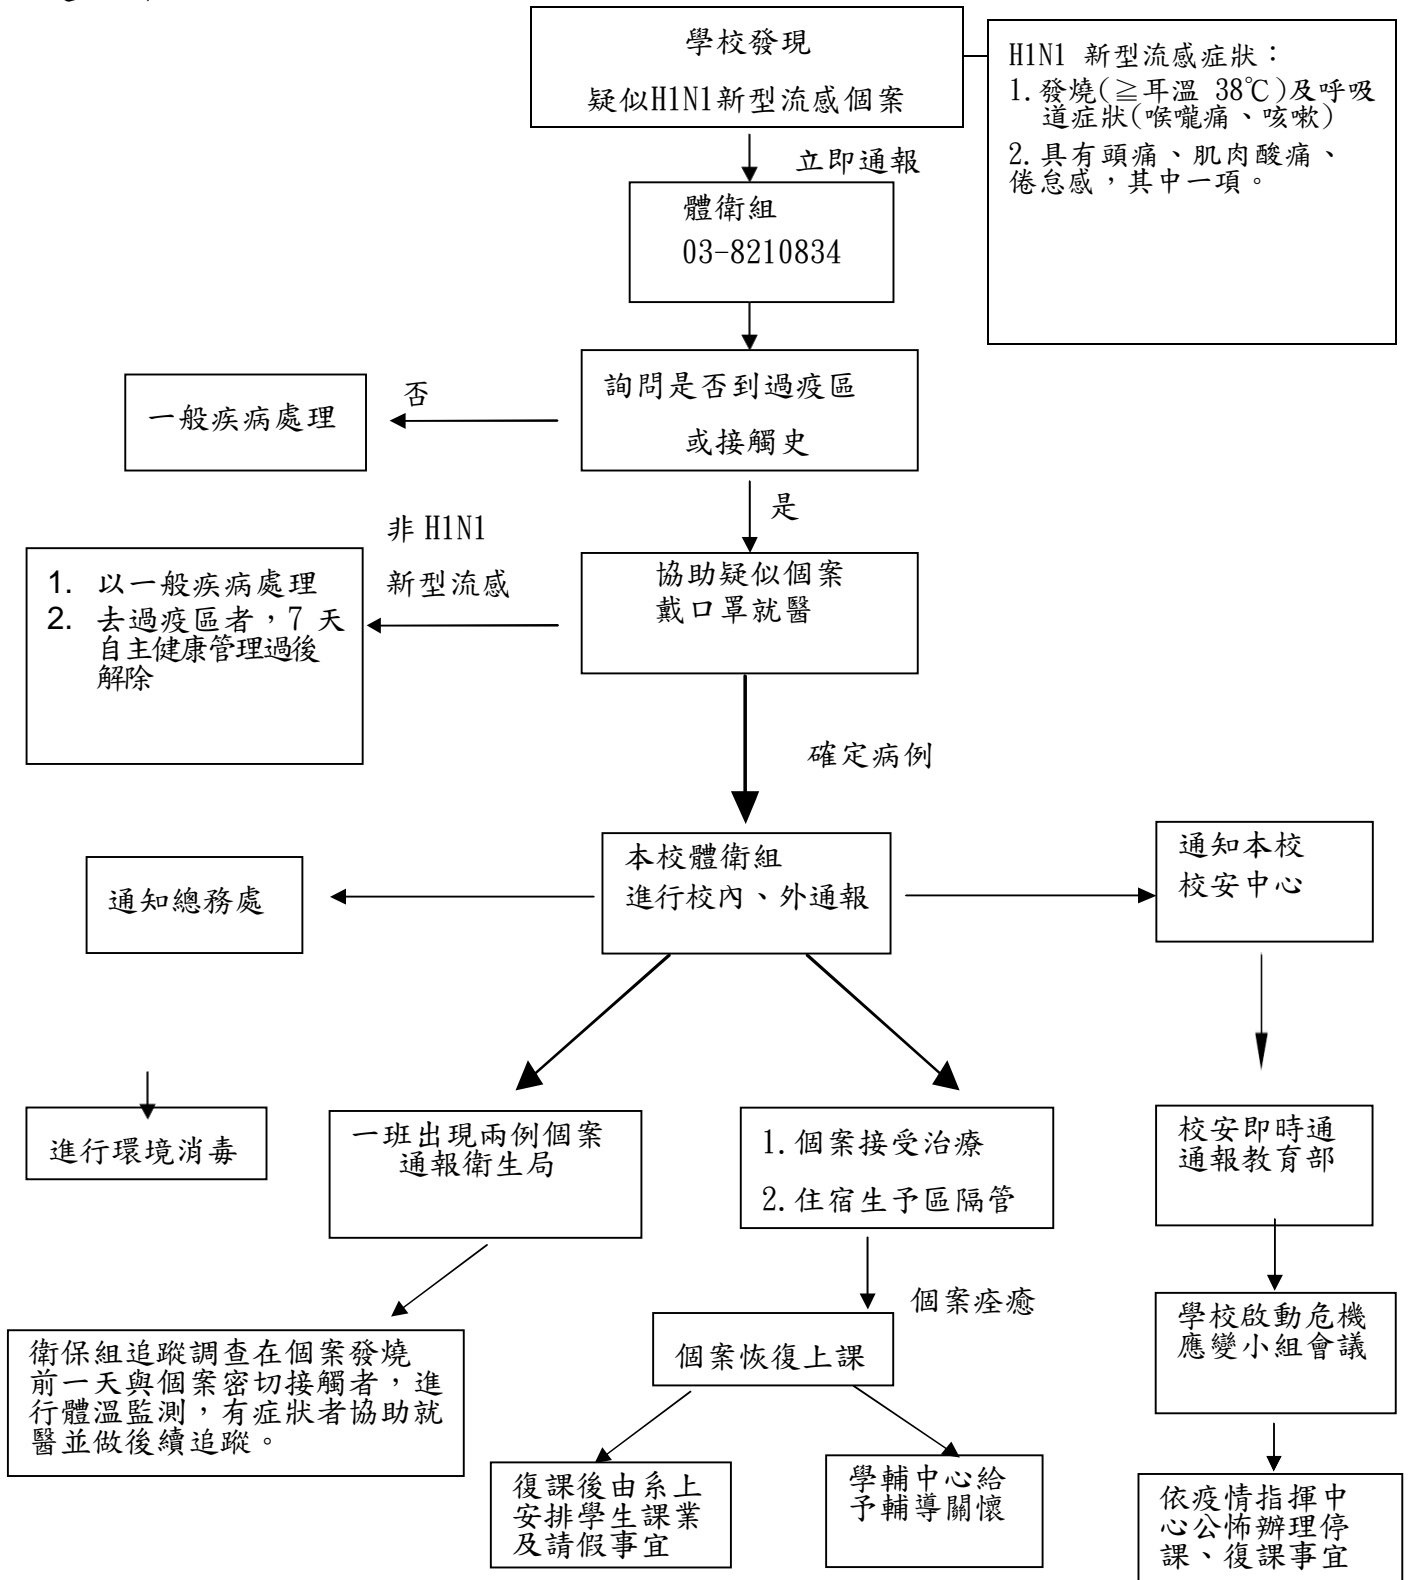 學校發現
疑似H1N1新型流感個案
H1N1 新型流感症狀：
1.發燒(≧耳溫 38℃)及呼吸
道症狀(喉嚨痛、咳嗽)
2.具有頭痛、肌肉酸痛、
倦怠感，其中一項。
立即通報
體衛組
03-8210834
詢問是否到過疫區
或接觸史
否
一般疾病處理
是
非 H1N1
新型流感
協助疑似個案
戴口罩就醫
1. 以一般疾病處理
2. 去過疫區者，7 天
自主健康管理過後
解除
確定病例
本校體衛組
進行校內、外通報
通知總務處
通知本校
校安中心
進行環境消毒
一班出現兩例個案
通報衛生局
1.個案接受治療
2.住宿生予區隔管
校安即時通
通報教育部
個案痊癒
衛保組追蹤調查在個案發燒
前一天與個案密切接觸者，進
行體溫監測，有症狀者協助就
醫並做後續追蹤。
個案恢復上課
學校啟動危機
應變小組會議
復課後由系上
安排學生課業
及請假事宜
學輔中心給
予輔導關懷
依疫情指揮中
心公怖辦理停
課、復課事宜